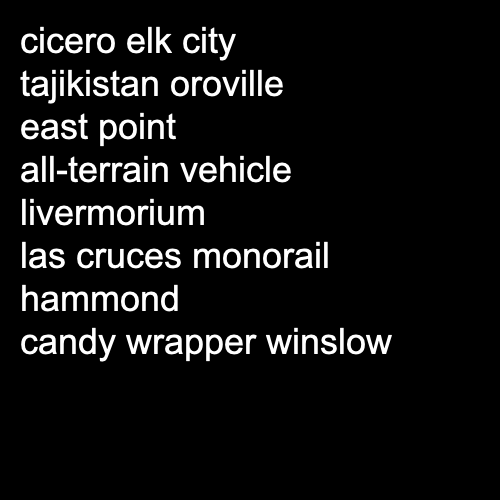 cicero elk city
tajikistan oroville
east point
all-terrain vehicle
livermorium
las cruces monorail
hammond
candy wrapper winslow